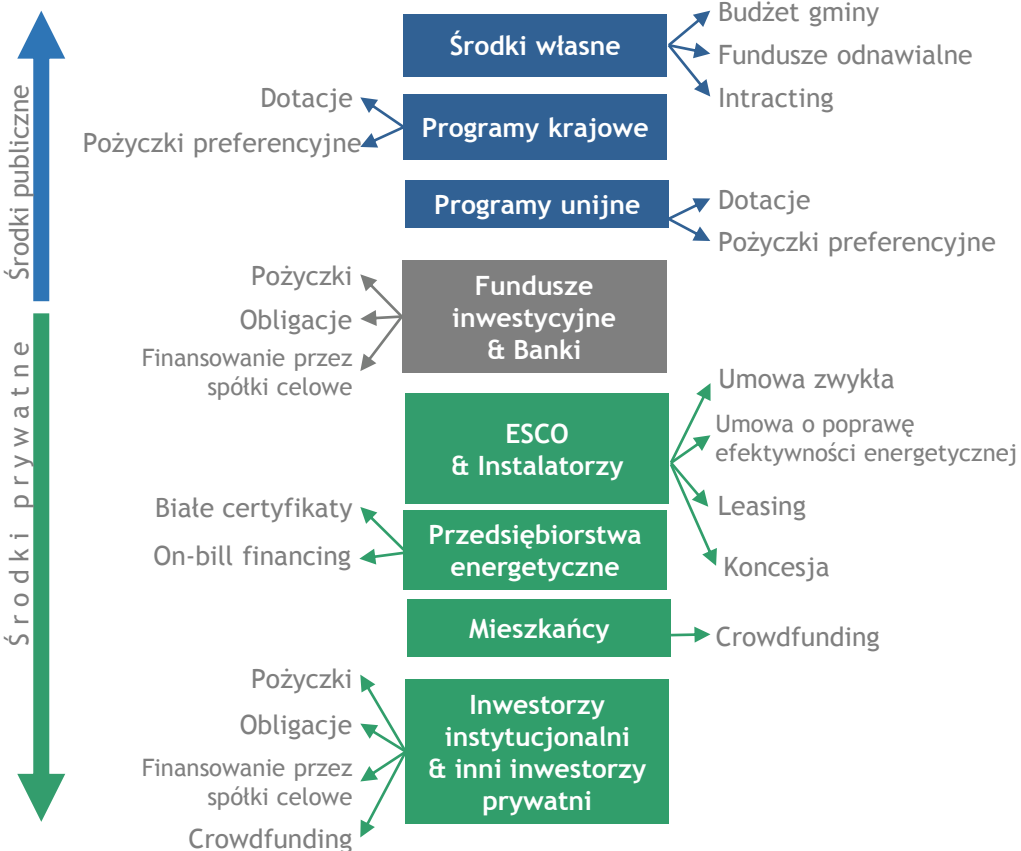 Środki publiczne
Środki prywatne
Środki własne
Budżet gminy
Fundusze odnawialne
Intracting
Dotacje
Pożyczki preferencyjne
Programy krajowe
Programy unijne
Dotacje
Pożyczki preferencyjne
Pożyczki
Obligacje
Finansowanie przez
spółki celowe
Fundusze
inwestycyjne
& Banki
ESCO
& Instalatorzy
Umowa zwykła
Umowa o poprawę
efektywności energetycznej
Leasing
Koncesja
Białe certyfikaty
On-bill financing
Przedsiębiorstwa
energetyczne
Mieszkańcy
Crowdfunding
Pożyczki
Obligacje
Finansowanie przez
spółki celowe
Crowdfunding
Inwestorzy
instytucjonalni
& inni inwestorzy
prywatni